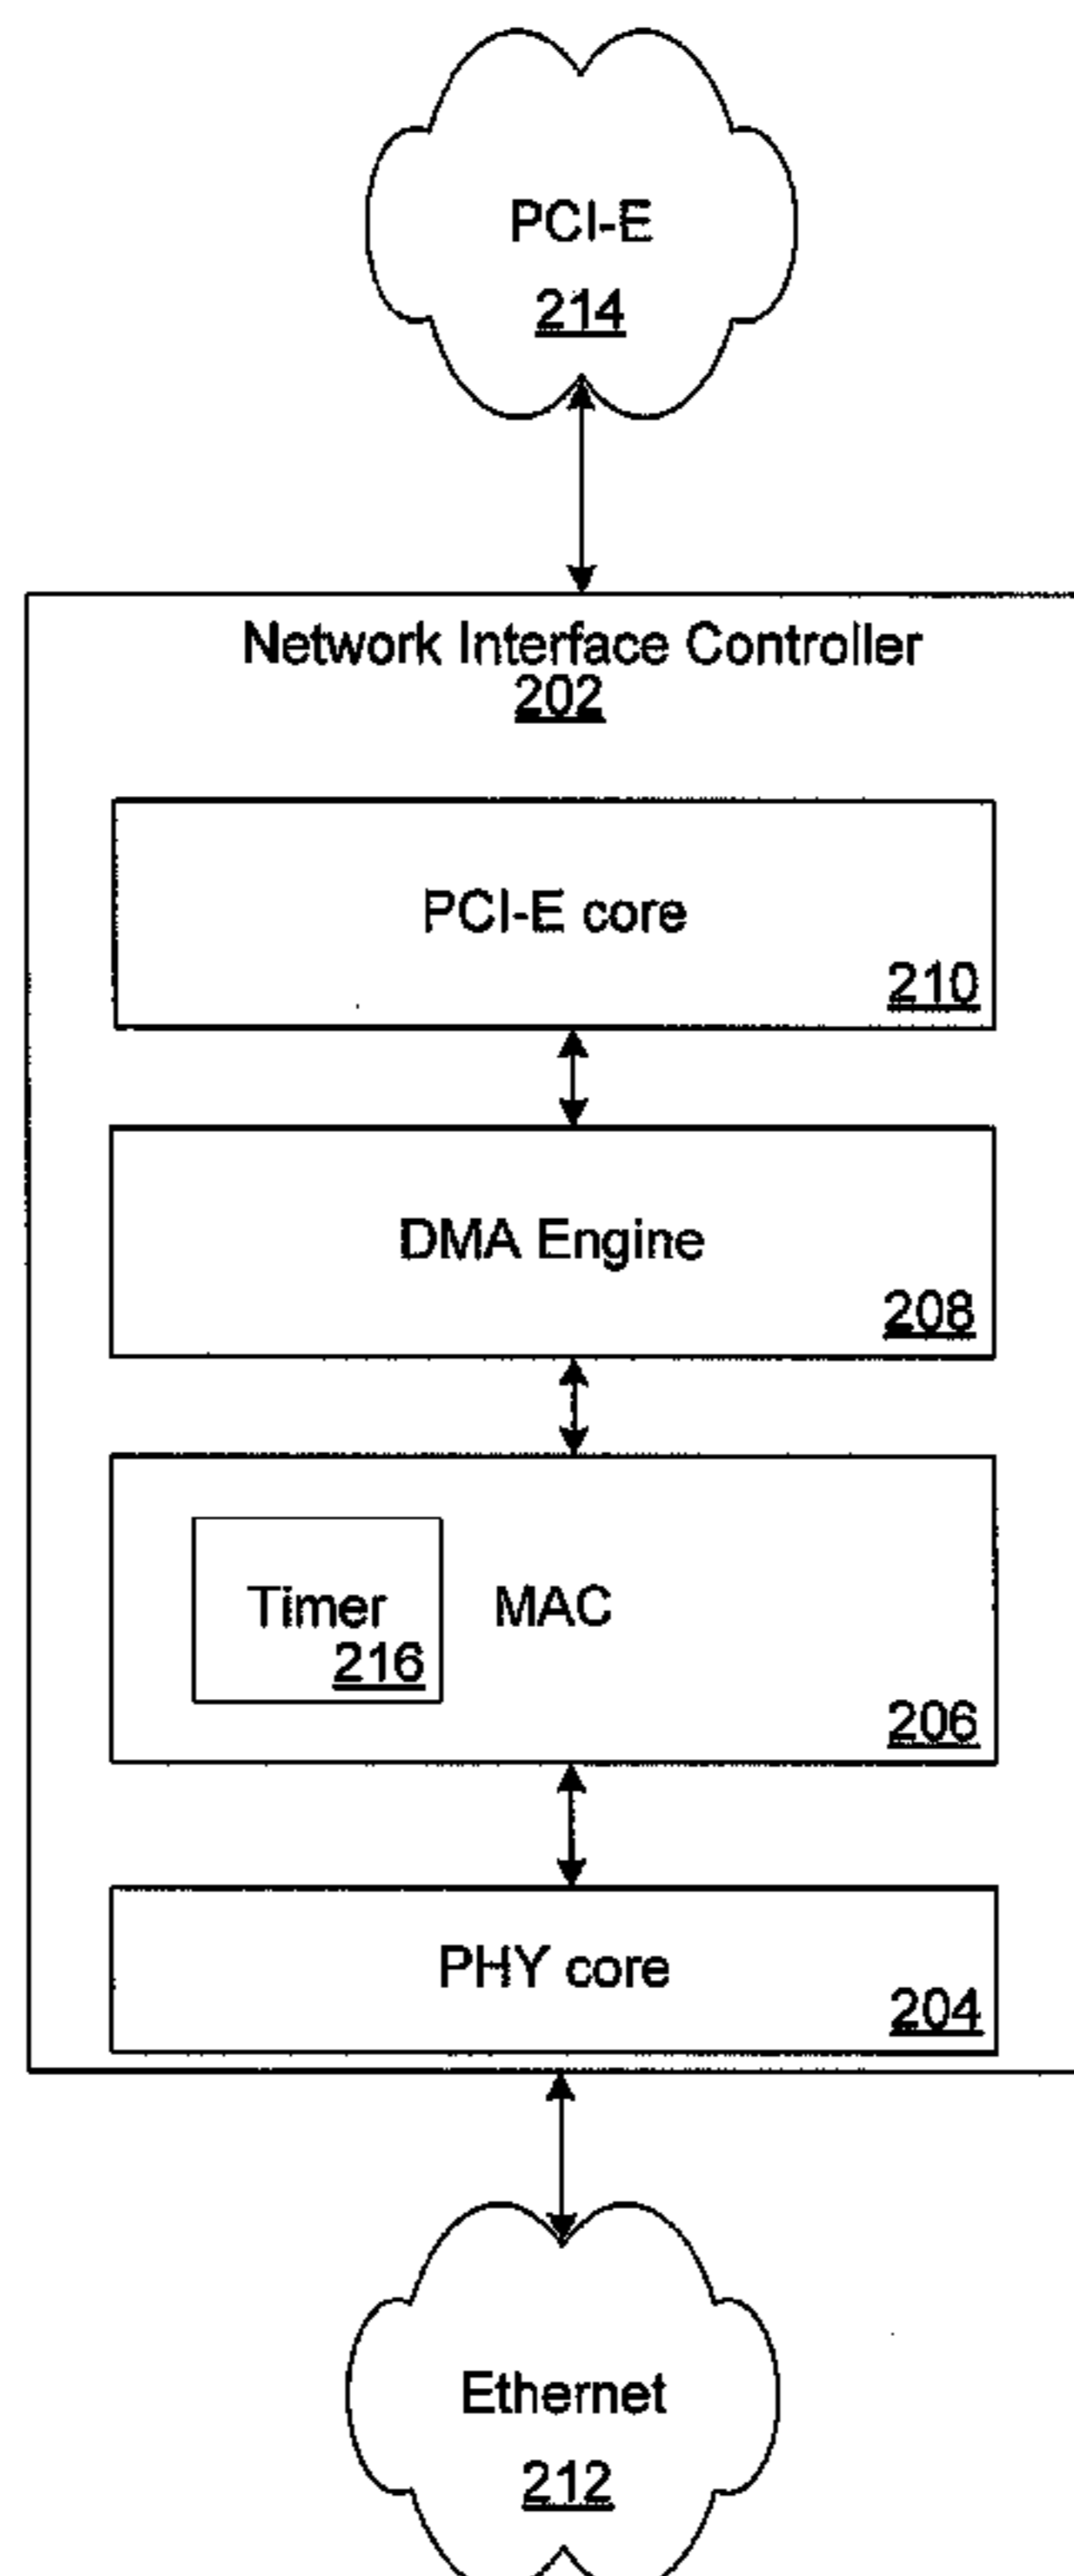 PCI-E
214
Network Interface Controller
202
PCI-E core
210
DMA Engine
208
Timer
216
MAC
206
PHY core
204
Ethernet
212